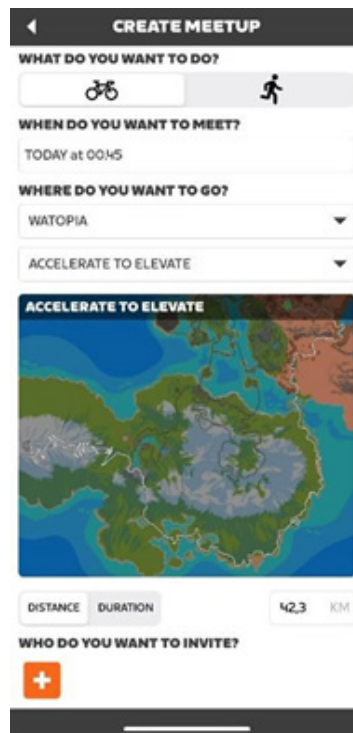 CREATE MEETUP
WHAT DO YOU WANT TO DO?
WHEN DO YOU WANT TO MEET?
TODAY at 00.45
WHERE DO YOU WANT TO GO?
WATOPIA
ACCELERATE TO ELEVATE
ACCELERATE TO ELEVATE
DISTANCE DURATION 42,3 KM
WHO DO YOU WANT TO INVITE?
+